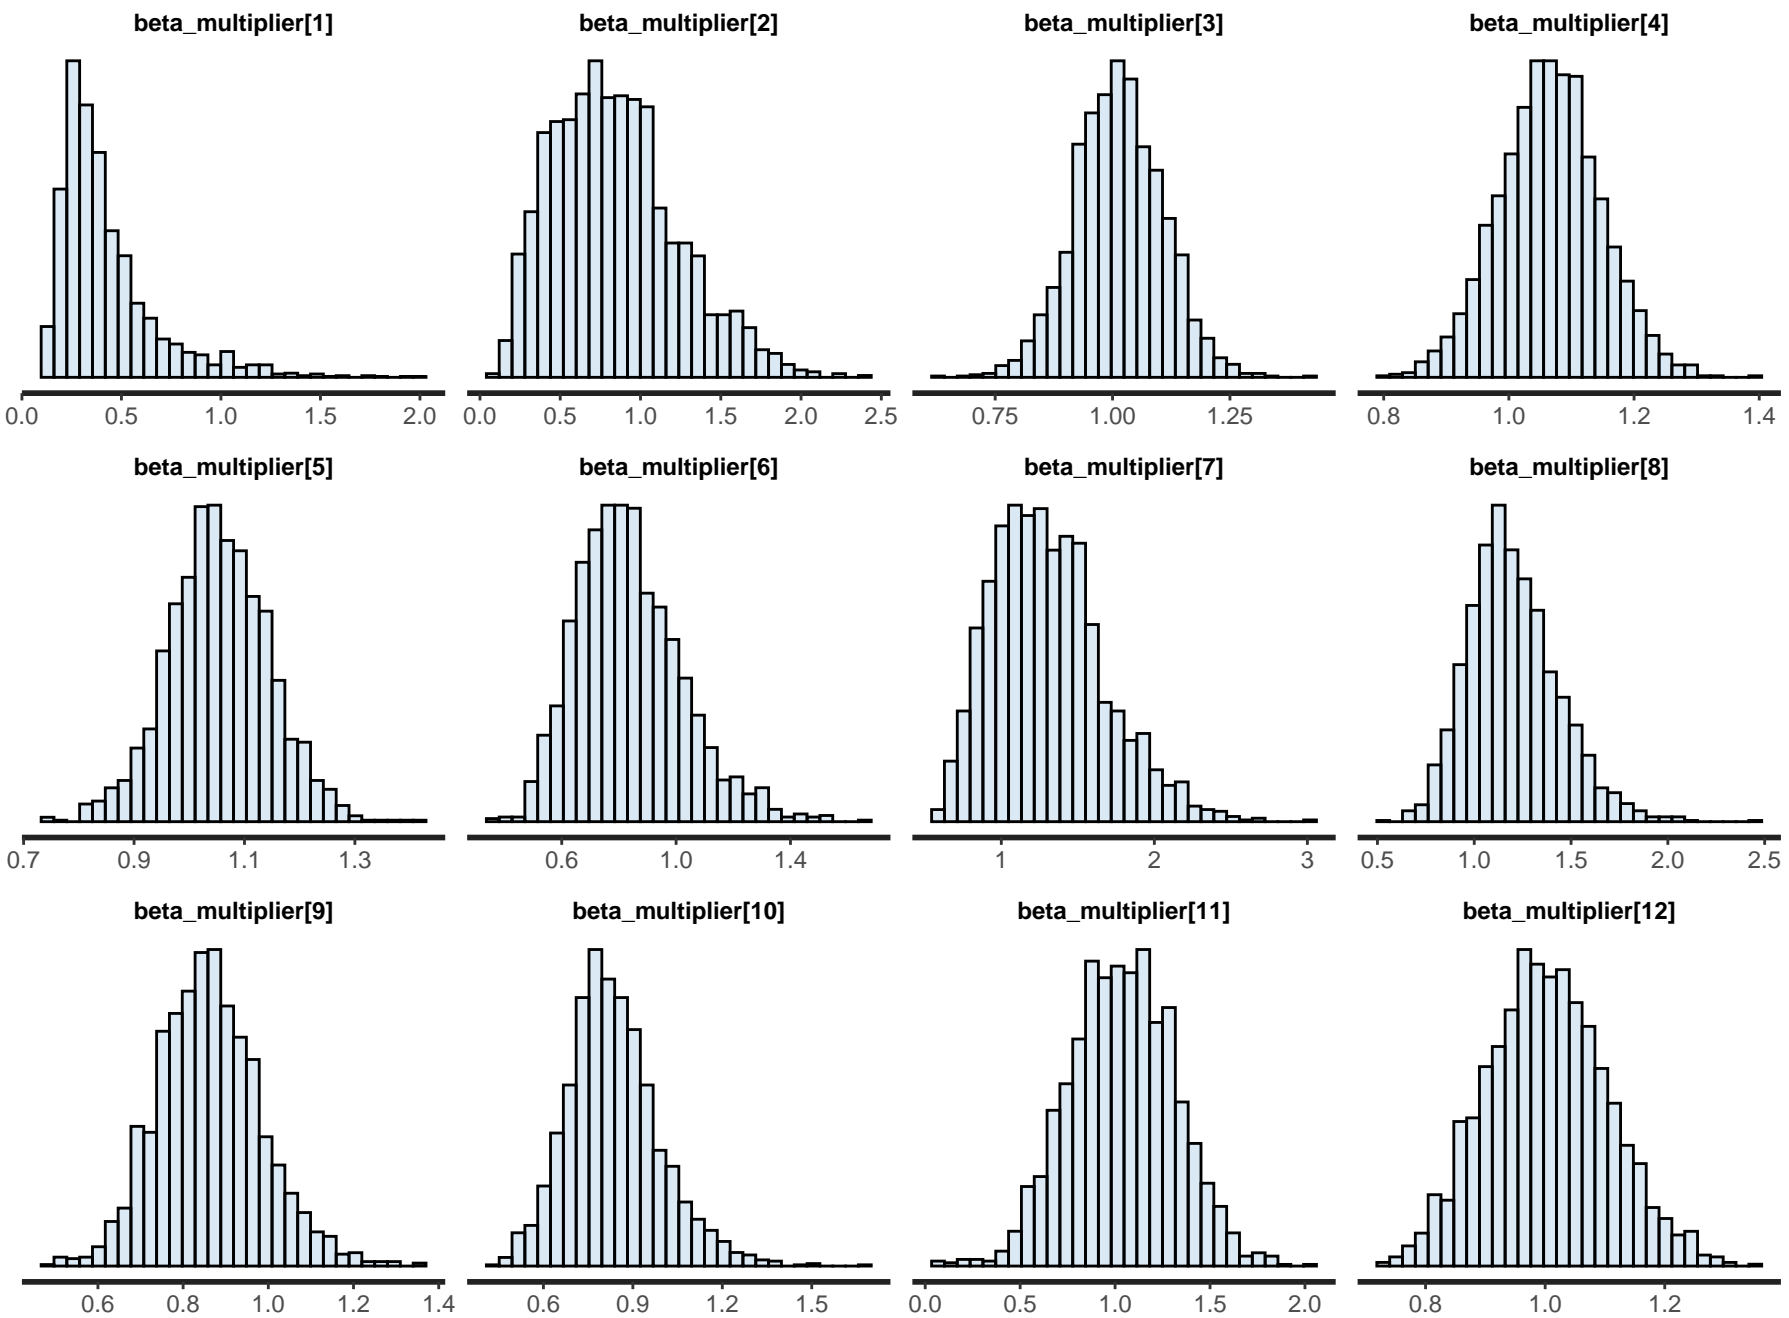 beta_multiplier[1] beta_multiplier[2] beta_multiplier[3] beta_multiplier[4]
0.0 0.5 1.0 1.5 2.0 0.0 0.5 1.0 1.5 2.0 2.5 0.75 1.00 1.25 0.8 1.0 1.2 1.4
beta_multiplier[5] beta_multiplier[6] beta_multiplier[7] beta_multiplier[8]
0.7 0.9 1.1 1.3 0.6 1.0 1.4 1 2 3 0.5 1.0 1.5 2.0 2.5
beta_multiplier[9] beta_multiplier[10] beta_multiplier[11] beta_multiplier[12]
0.6 0.8 1.0 1.2 1.4 0.6 0.9 1.2 1.5 0.0 0.5 1.0 1.5 2.0 0.8 1.0 1.2